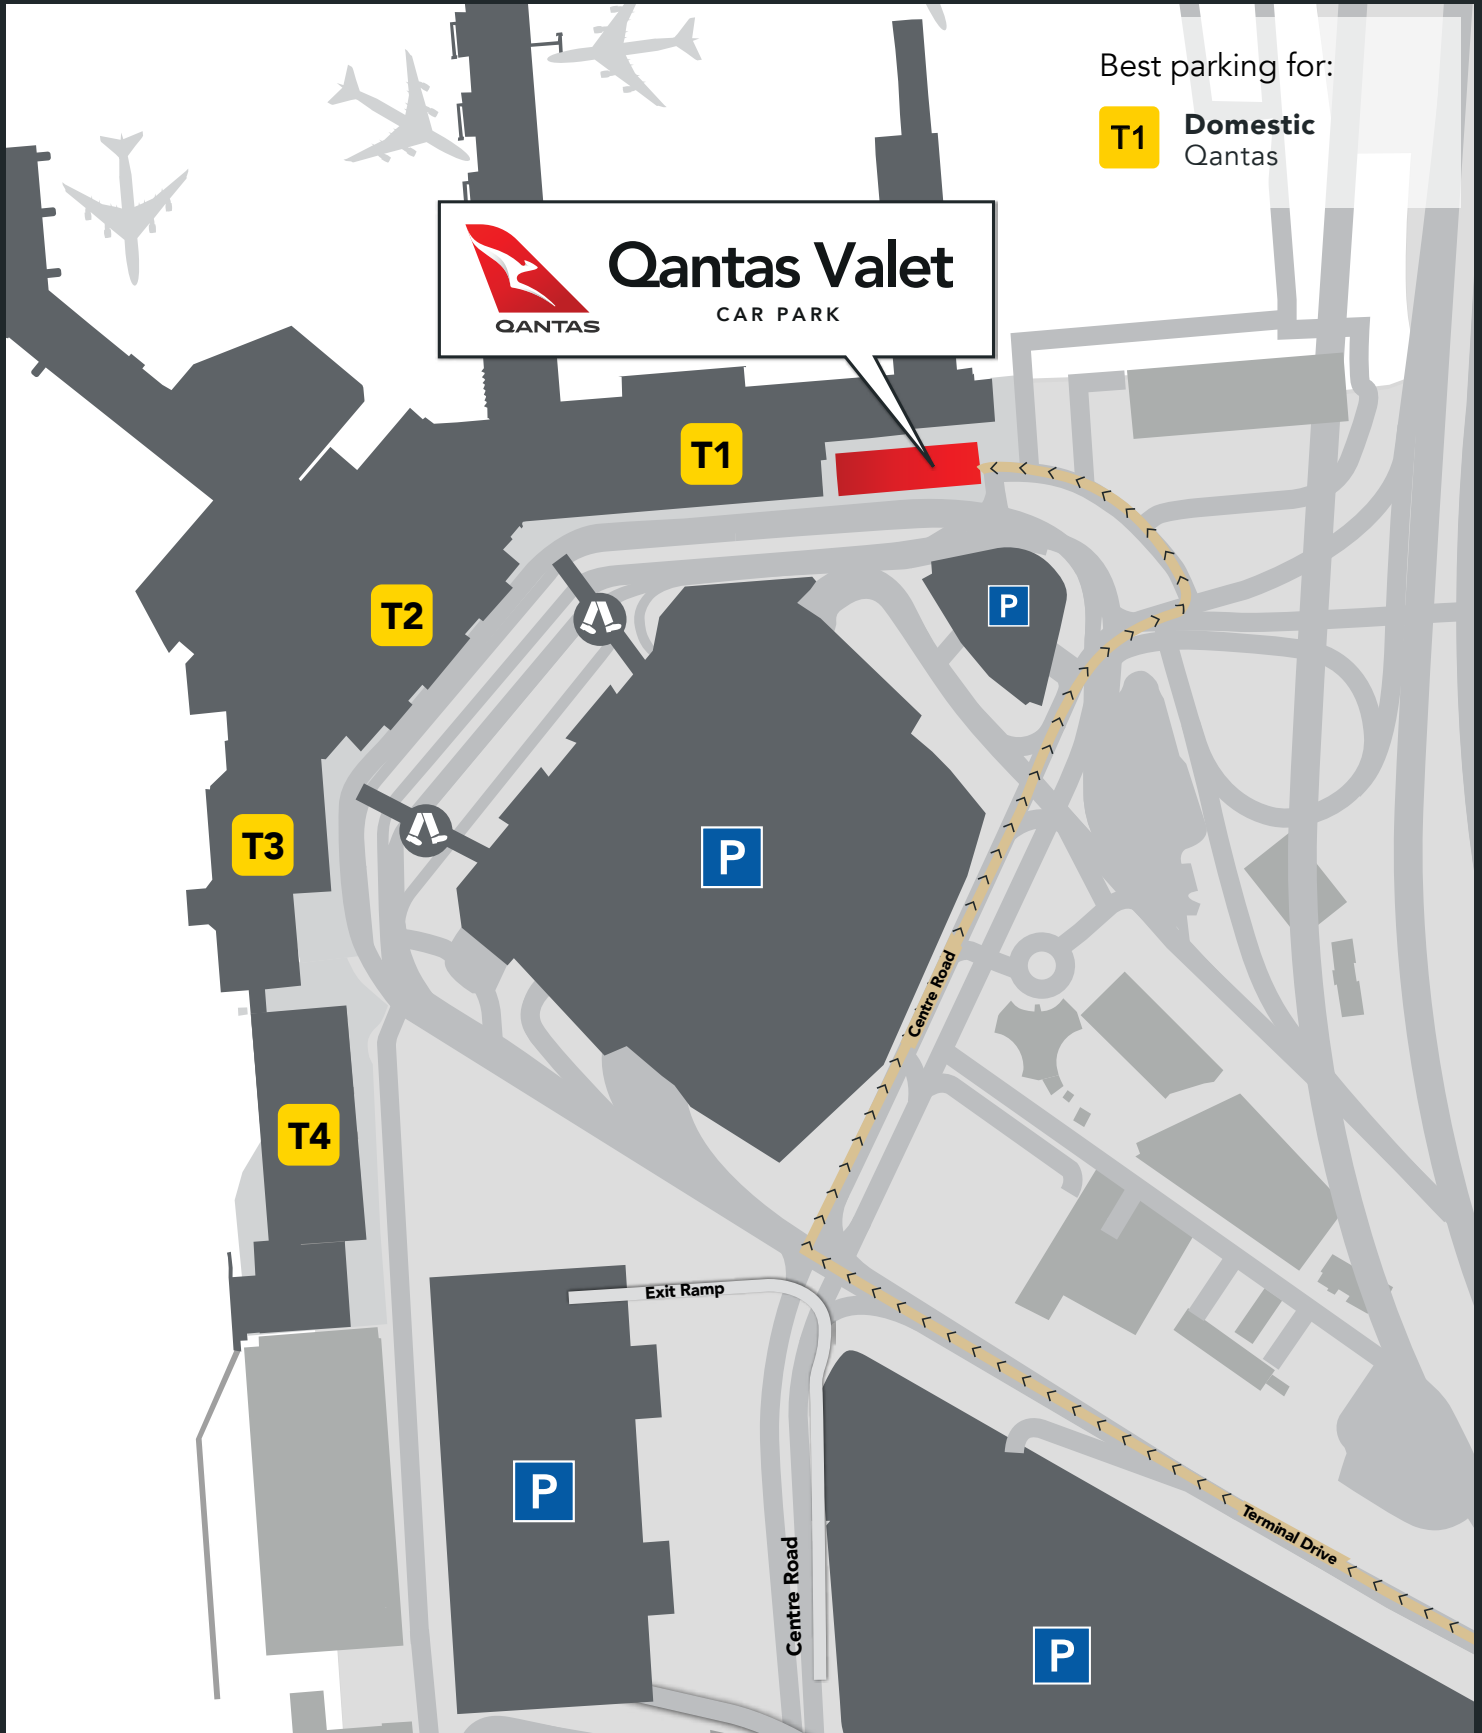 Best parking for:
T1
Domestic
Qantas
QANTAS
Qantas Valet
CAR PARK
T1
P
T2
T3
P
Centre Road
T4
Exit Ramp
P
Centre Road
Terminal Drive
P